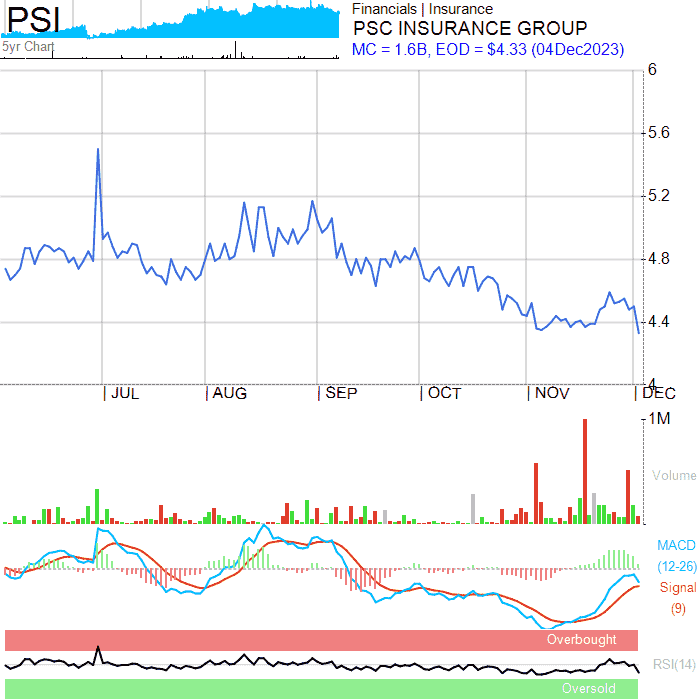 PSI
5yr Chart
Financials | Insurance
PSC INSURANCE GROUP
MC = 1.6B, EOD = $4.33 (04Dec2023)
6
5.6
5.2
4.8
4.4
4
JUL AUG SEP OCT NOV DEC
1M
Volume
MACD
(12-26)
Signal
(9)
Overbought
RSI(14)
Oversold